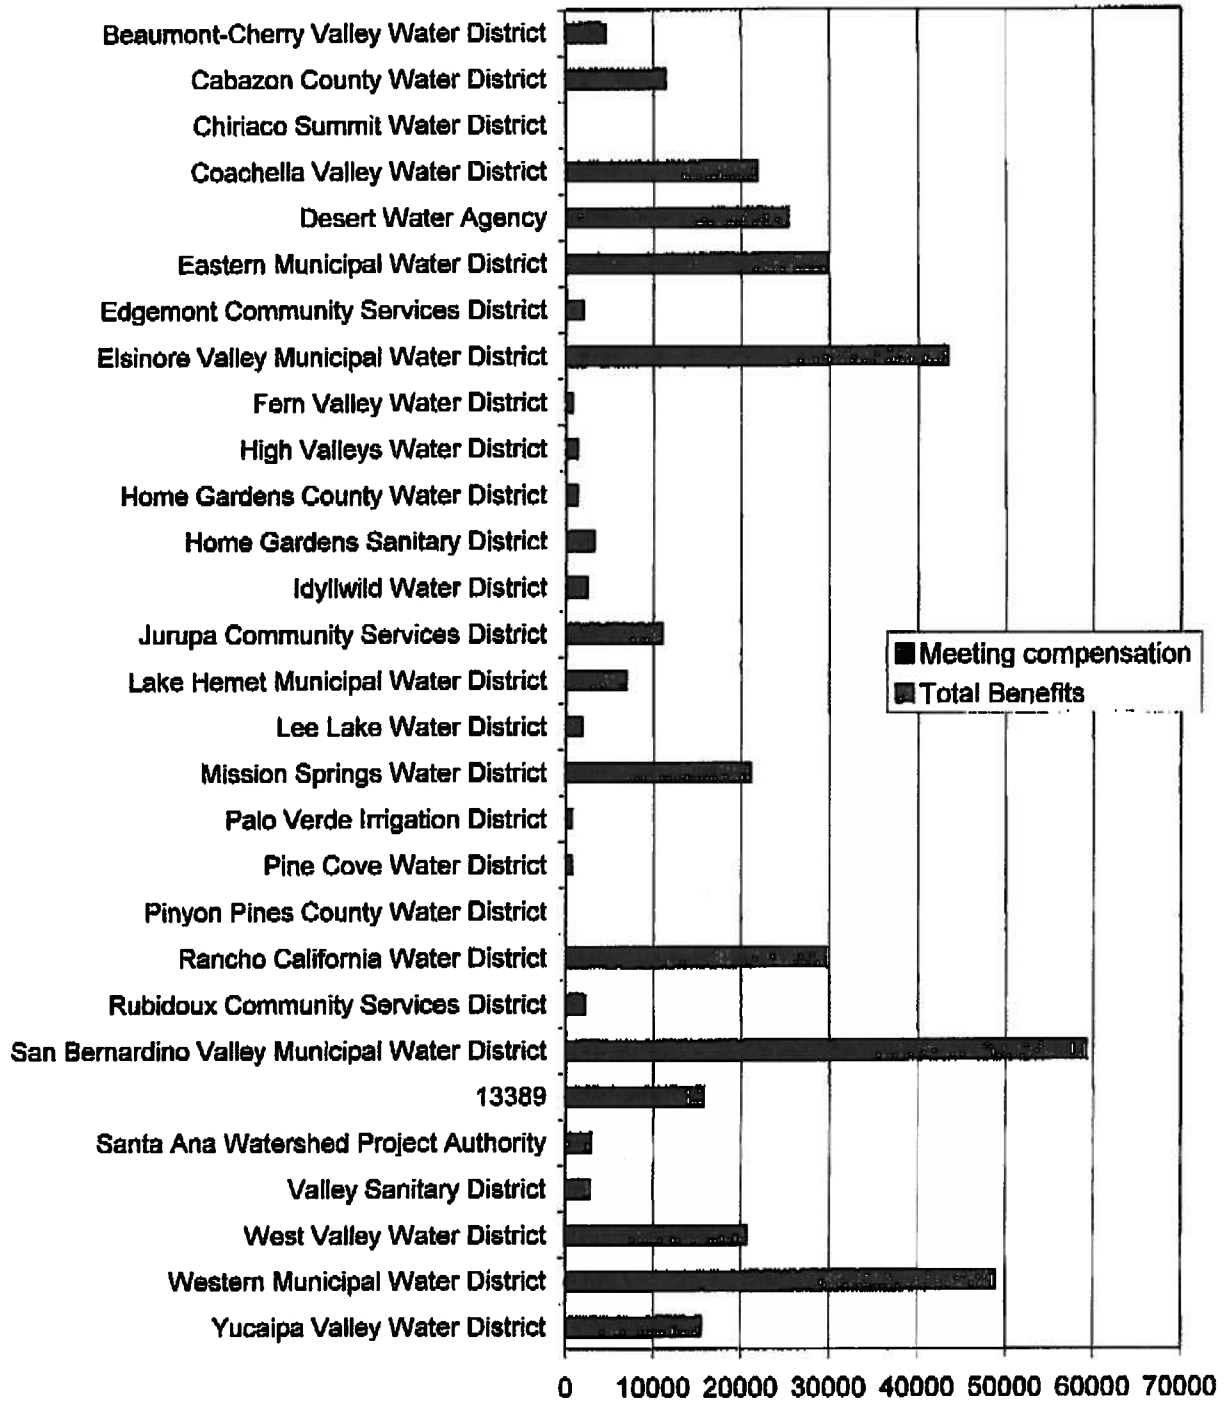 Beaumont-Cherry Valley Water District
Cabazon County Water District
Chiriaco Summit Water District
Coachella Valley Water District
Desert Water Agency
Eastern Municipal Water District
Edgemont Community Services District
Elsinore Valley Municipal Water District
Fern Valley Water District
High Valleys Water District
Home Gardens County Water District
Home Gardens Sanitary District
Idyllwild Water District
Jurupa Community Services District
Lake Hemet Municipal Water District
Lee Lake Water District
Mission Springs Water District
Palo Verde Irrigation District
Pine Cove Water District
Pinyon Pines County Water District
Rancho California Water District
Rubidoux Community Services District
San Bernardino Valley Municipal Water District
13389
Santa Ana Watershed Project Authority
Valley Sanitary District
West Valley Water District
Western Municipal Water District
Yucaipa Valley Water District
Meeting compensation
Total Benefits
0 10000 20000 30000 40000 50000 60000 70000